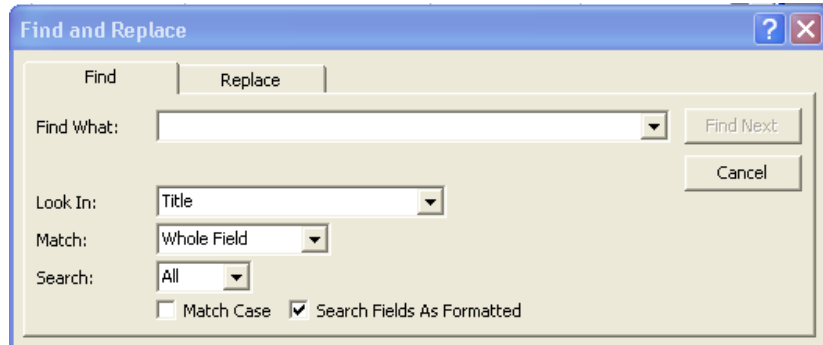 Find and Replace
Find Replace
Find What: Find Next
Cancel
Look In: Title
Match: Whole Field
Search: All
Match Case Search Fields As Formatted